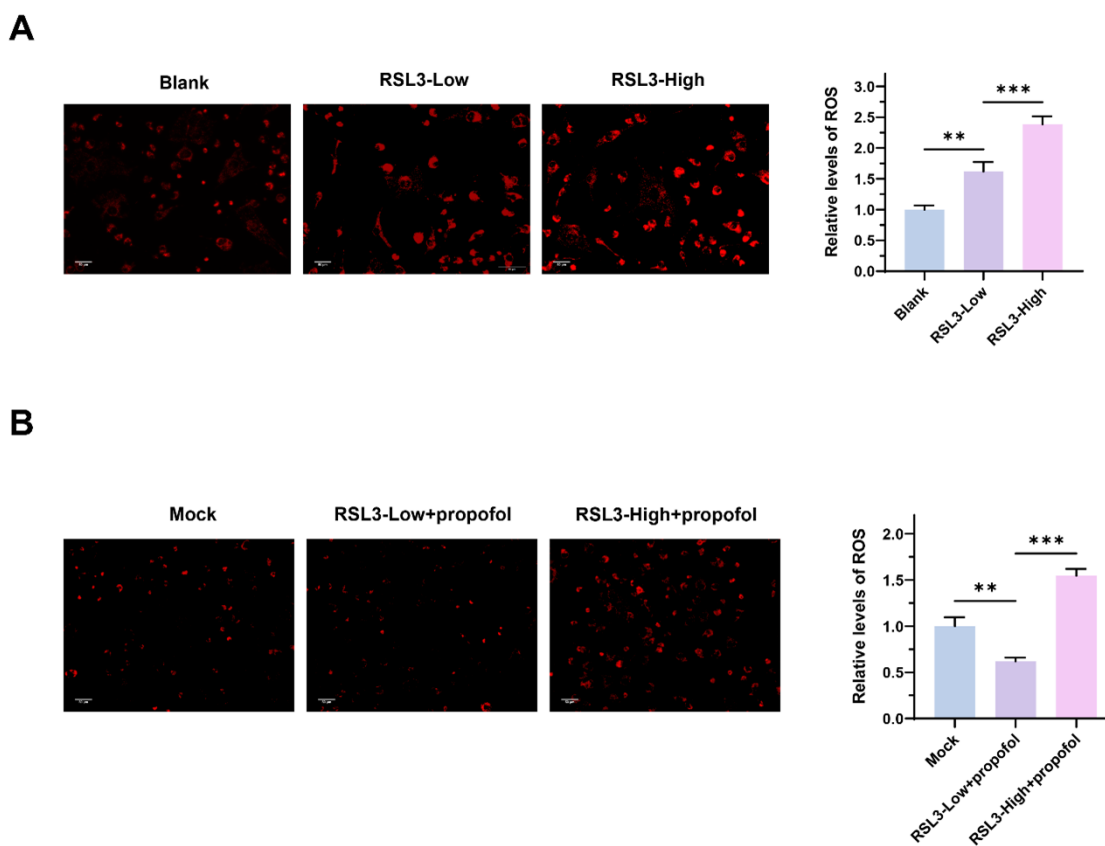 A
Blank
RSL3-Low
RSL3-High
Relative levels of ROS
3.0
2.5
2.0
1.5
1.0
0.5
0.0
**
***
Blank
RSL3-Low
RSL3-High
B
Mock
RSL3-Low+propofol
RSL3-High+propofol
Relative levels of ROS
2.0
1.5
1.0
0.5
0.0
**
***
Mock
RSL3-Low+propofol
RSL3-High+propofol